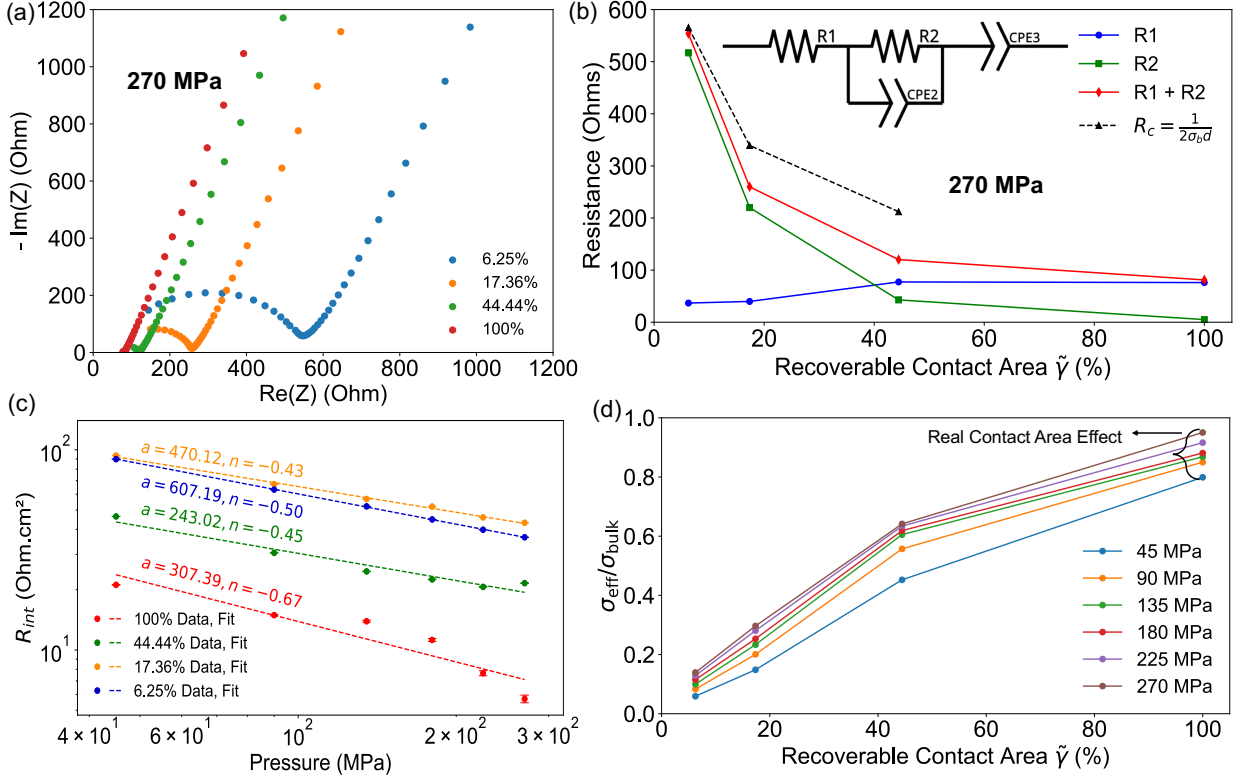 (a)
1200
1000
800
600
400
200
0
- Im(Z) (Ohm)
270 MPa
6.25%
17.36%
44.44%
100%
0 200 400 600 800 1000 1200
Re(Z) (Ohm)
(b)
600
500
400
300
200
100
0
Resistance (Ohms)
R1
R2
CPE2
CPE3
R1
R2
R1 + R2
R_c = 1/(2σ_b d)
270 MPa
0 20 40 60 80 100
Recoverable Contact Area γ̃ (%)
(c)
10²
10¹
R_int (Ohm.cm²)
a = 470.12, n = −0.43
a = 607.19, n = −0.50
a = 243.02, n = −0.45
a = 307.39, n = −0.67
100% Data, Fit
44.44% Data, Fit
17.36% Data, Fit
6.25% Data, Fit
4 × 10¹ 10² 2 × 10² 3 × 10²
Pressure (MPa)
(d)
1.0
0.8
0.6
0.4
0.2
0.0
σ_eff/σ_bulk
Real Contact Area Effect
45 MPa
90 MPa
135 MPa
180 MPa
225 MPa
270 MPa
0 20 40 60 80 100
Recoverable Contact Area γ̃ (%)